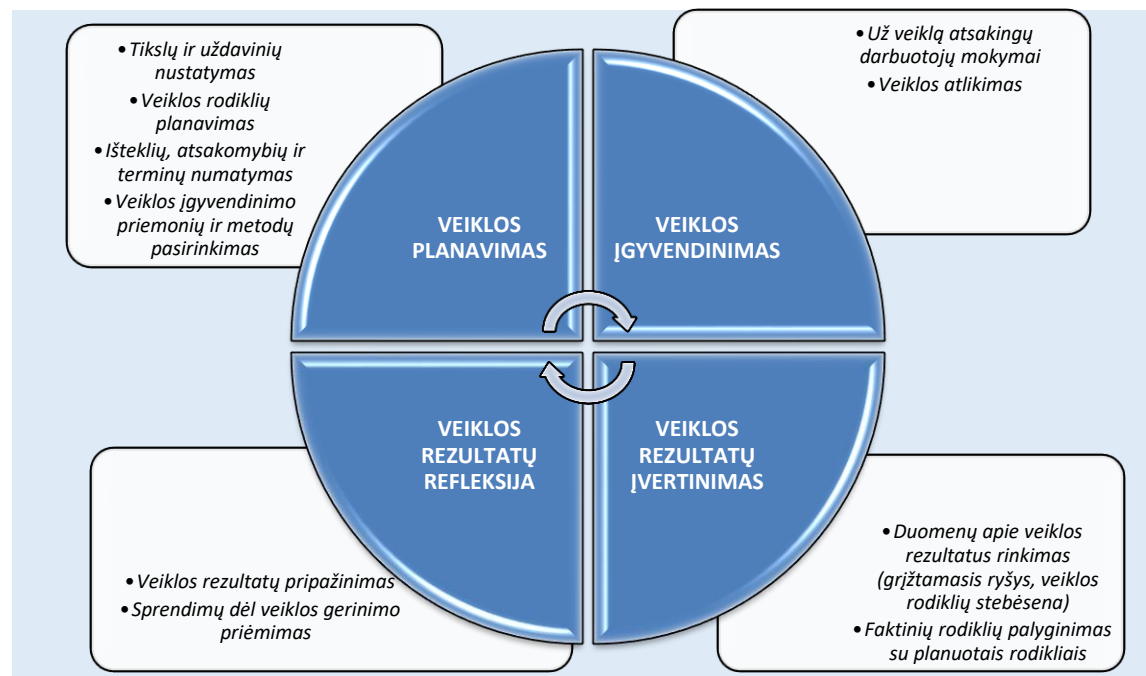 •Tikslų ir uždavinių
nustatymas
•Veiklos rodiklių
planavimas
•Išteklių, atsakomybių ir
terminų numatymas
•Veiklos įgyvendinimo
priemonių ir metodų
pasirinkimas
•Už veiklą atsakingų
darbuotojų mokymai
•Veiklos atlikimas
VEIKLOS
PLANAVIMAS
VEIKLOS
ĮGYVENDINIMAS
VEIKLOS
REZULTATŲ
REFLEKSIJA
VEIKLOS
REZULTATŲ
ĮVERTINIMAS
•Veiklos rezultatų pripažinimas
•Sprendimų dėl veiklos gerinimo
priėmimas
•Duomenų apie veiklos
rezultatus rinkimas
(grįžtamasis ryšys, veiklos
rodiklių stebėsena)
•Faktinių rodiklių palyginimas
su planuotais rodikliais